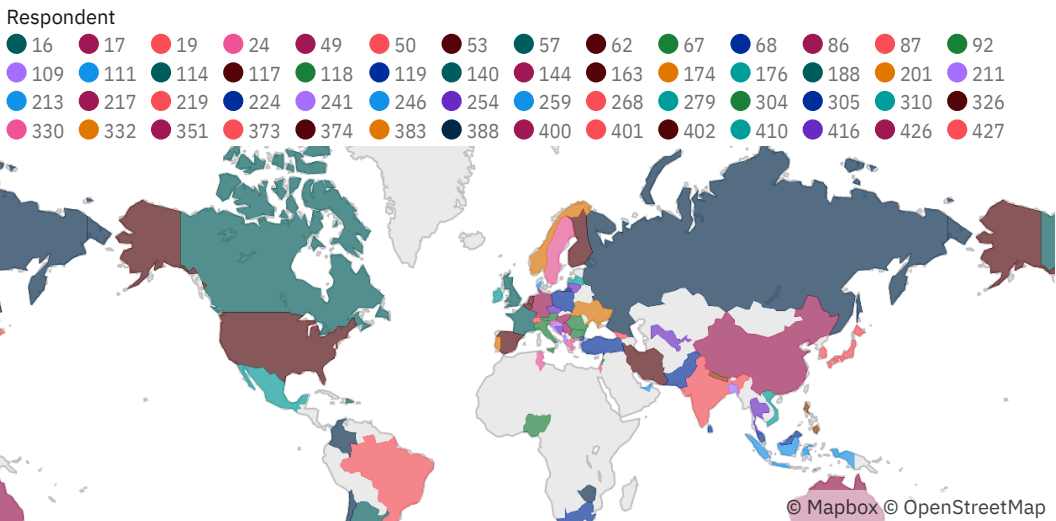 Respondent
16 17 19 24 49 50 53 57 62 67 68 86 87 92
109 111 114 117 118 119 140 144 163 174 176 188 201 211
213 217 219 224 241 246 254 259 268 279 304 305 310 326
330 332 351 373 374 383 388 400 401 402 410 416 426 427
© Mapbox © OpenStreetMap